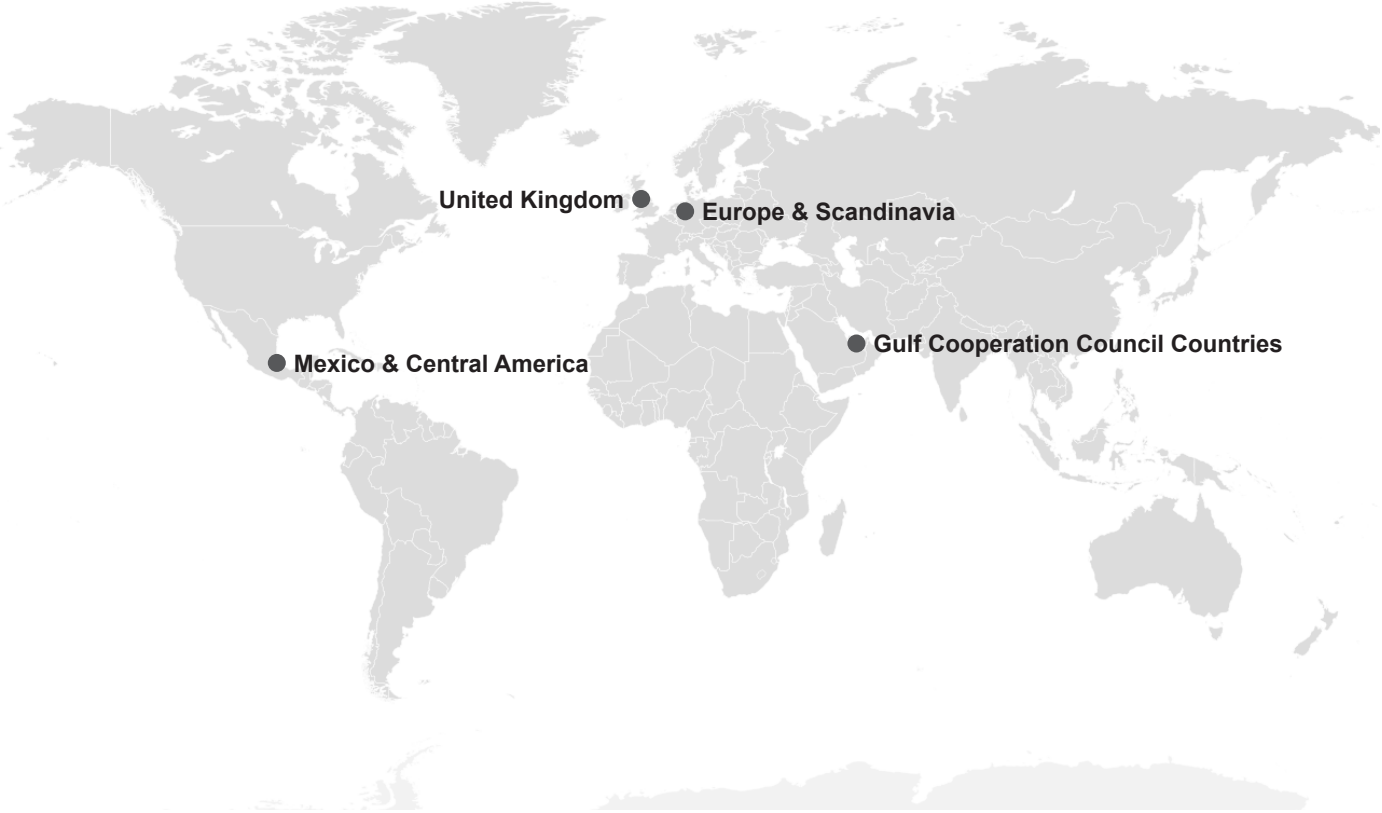 United Kingdom
Europe & Scandinavia
Gulf Cooperation Council Countries
Mexico & Central America